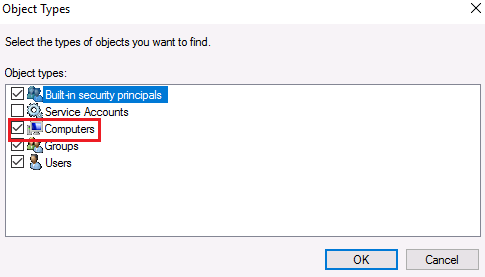 Object Types
Select the types of objects you want to find.
Object types:
Built-in security principals
Service Accounts
Computers
Groups
Users
OK
Cancel